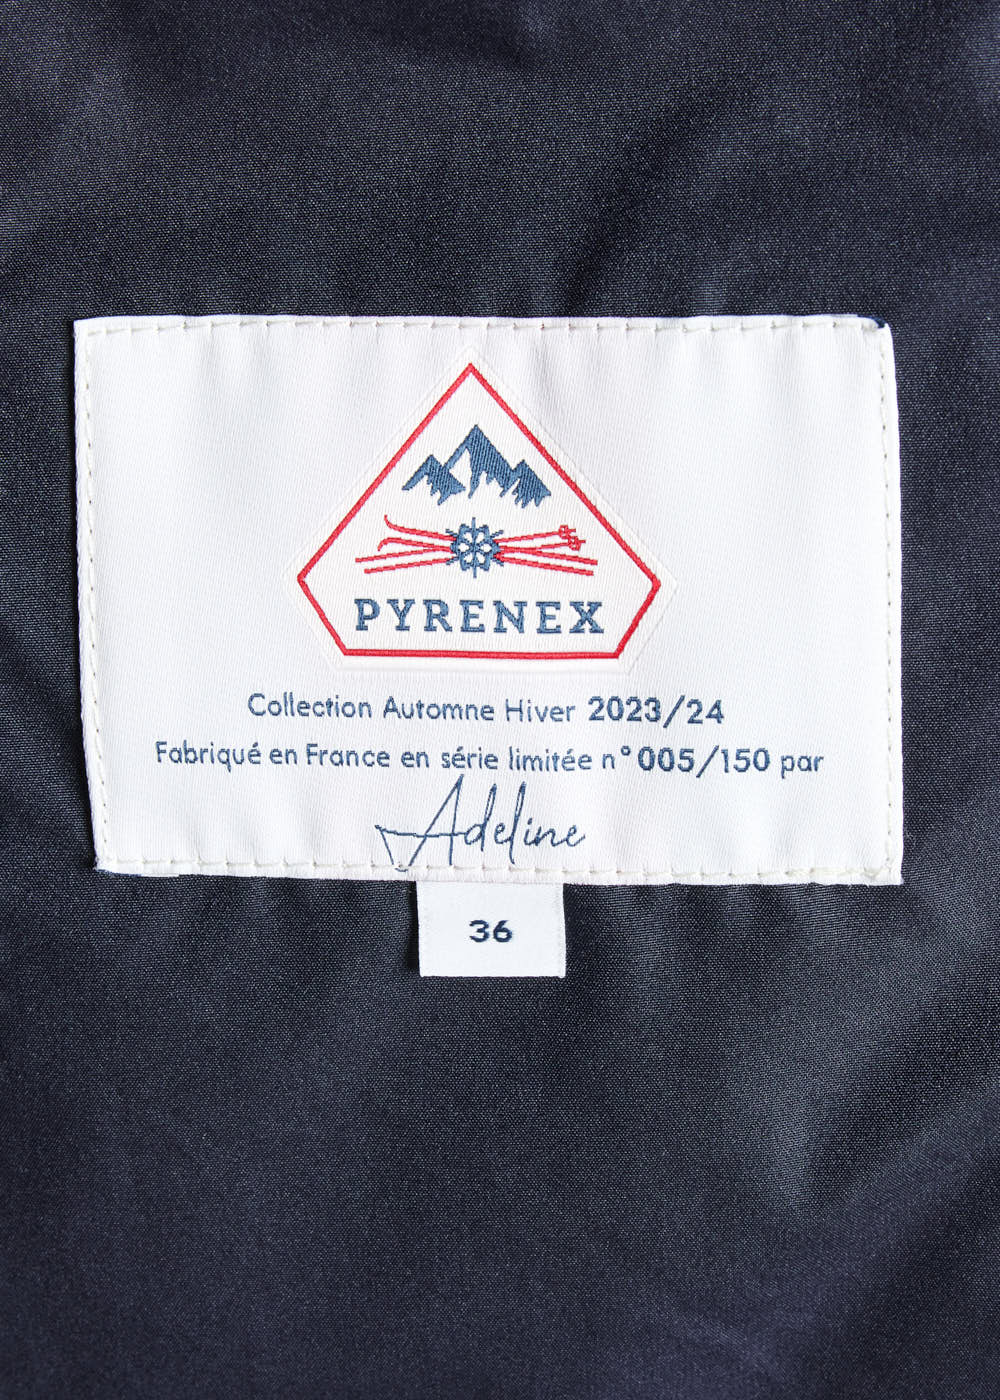 PYRENEX
Collection Automne Hiver 2023/24
Fabriqué en France en série limitée n°005/150 par
Adeline
36